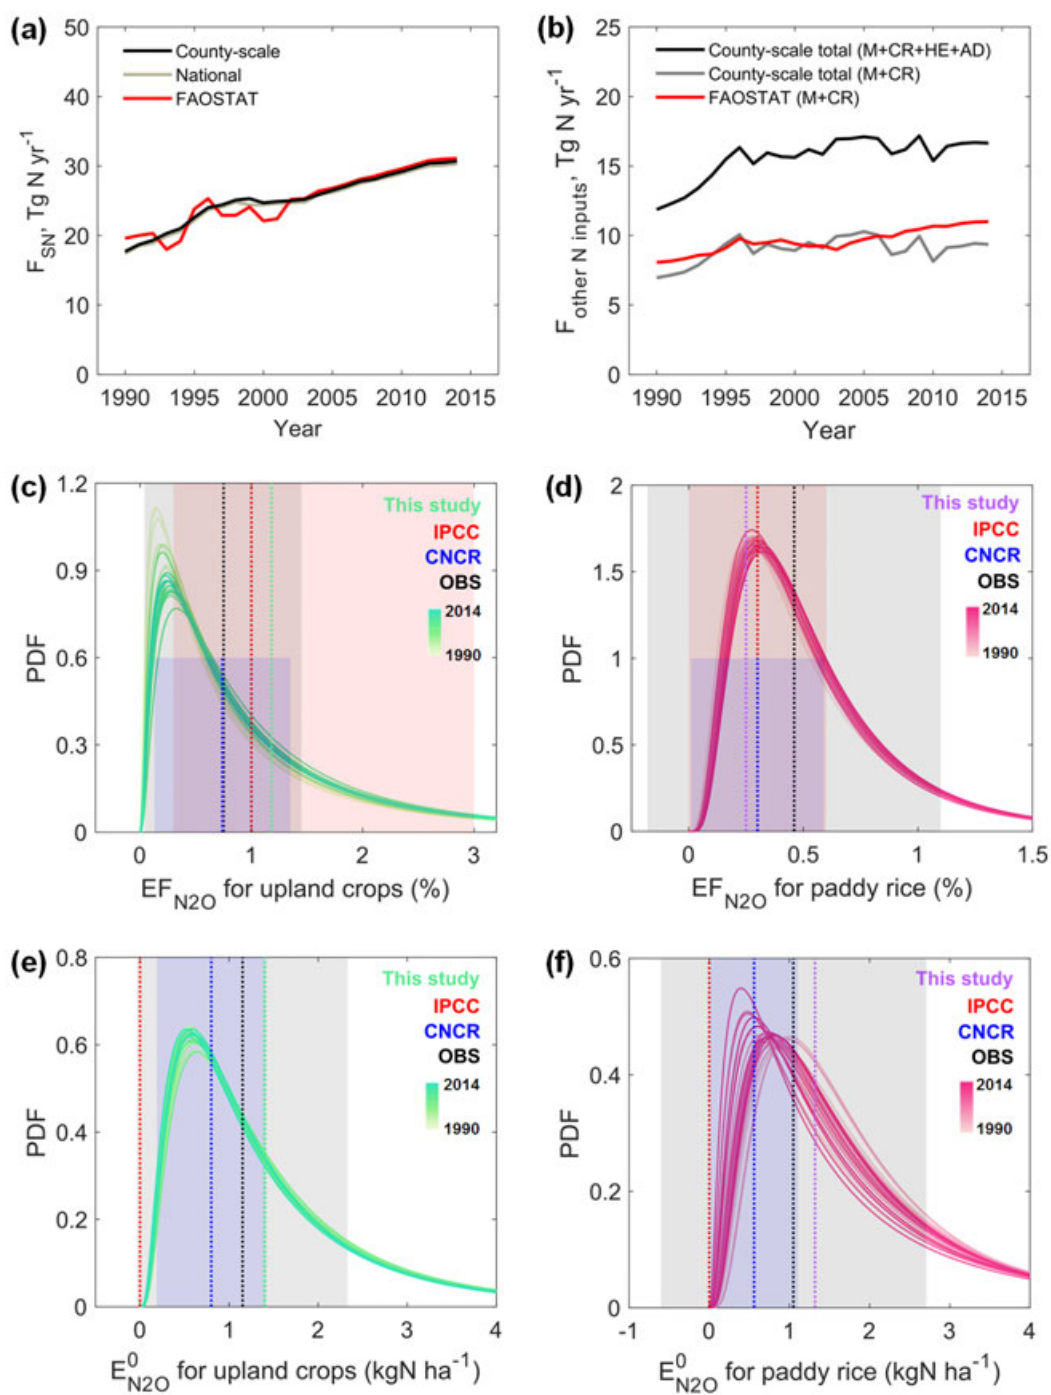 (a)
50
40
30
20
10
0
F_SN, Tg N yr⁻¹
County-scale
National
FAOSTAT
1990 1995 2000 2005 2010 2015
Year
(b)
25
20
15
10
5
0
F_other N inputs, Tg N yr⁻¹
County-scale total (M+CR+HE+AD)
County-scale total (M+CR)
FAOSTAT (M+CR)
1990 1995 2000 2005 2010 2015
Year
(c)
1.2
0.9
0.6
0.3
0
PDF
This study
IPCC
CNCR
OBS
2014
1990
0 1 2 3
EF_N2O for upland crops (%)
(d)
2
1.5
1
0.5
0
PDF
This study
IPCC
CNCR
OBS
2014
1990
0 0.5 1 1.5
EF_N2O for paddy rice (%)
(e)
0.8
0.6
0.4
0.2
0
PDF
This study
IPCC
CNCR
OBS
2014
1990
0 1 2 3 4
E⁰_N2O for upland crops (kgN ha⁻¹)
(f)
0.6
0.4
0.2
0
PDF
This study
IPCC
CNCR
OBS
2014
1990
-1 0 1 2 3 4
E⁰_N2O for paddy rice (kgN ha⁻¹)